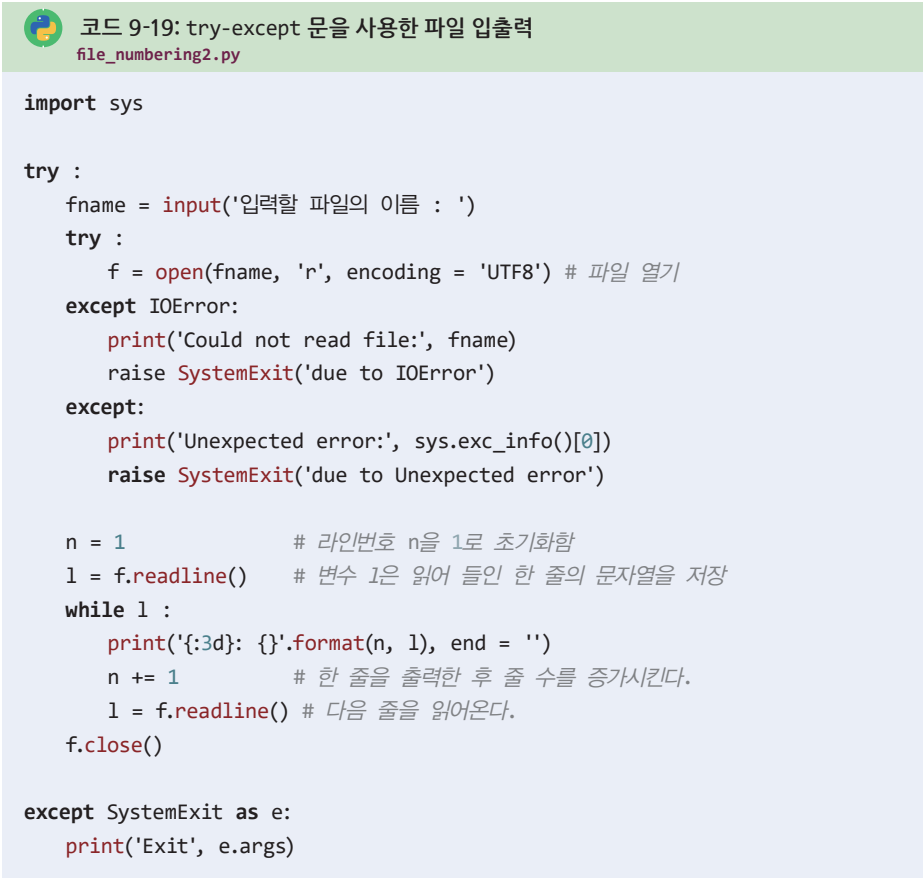 코드 9-19: try-except 문을 사용한 파일 입출력
file_numbering2.py
import sys
try :
fname = input('입력할 파일의 이름 : ')
try :
f = open(fname, 'r', encoding = 'UTF8') # 파일 열기
except IOError:
print('Could not read file:', fname)
raise SystemExit('due to IOError')
except:
print('Unexpected error:', sys.exc_info()[0])
raise SystemExit('due to Unexpected error')
n = 1 # 라인번호 n을 1로 초기화함
l = f.readline() # 변수 l은 읽어 들인 한 줄의 문자열을 저장
while l :
print('{:3d}: {}'.format(n, l), end = '')
n += 1 # 한 줄을 출력한 후 줄 수를 증가시킨다.
l = f.readline() # 다음 줄을 읽어온다.
f.close()
except SystemExit as e:
print('Exit', e.args)